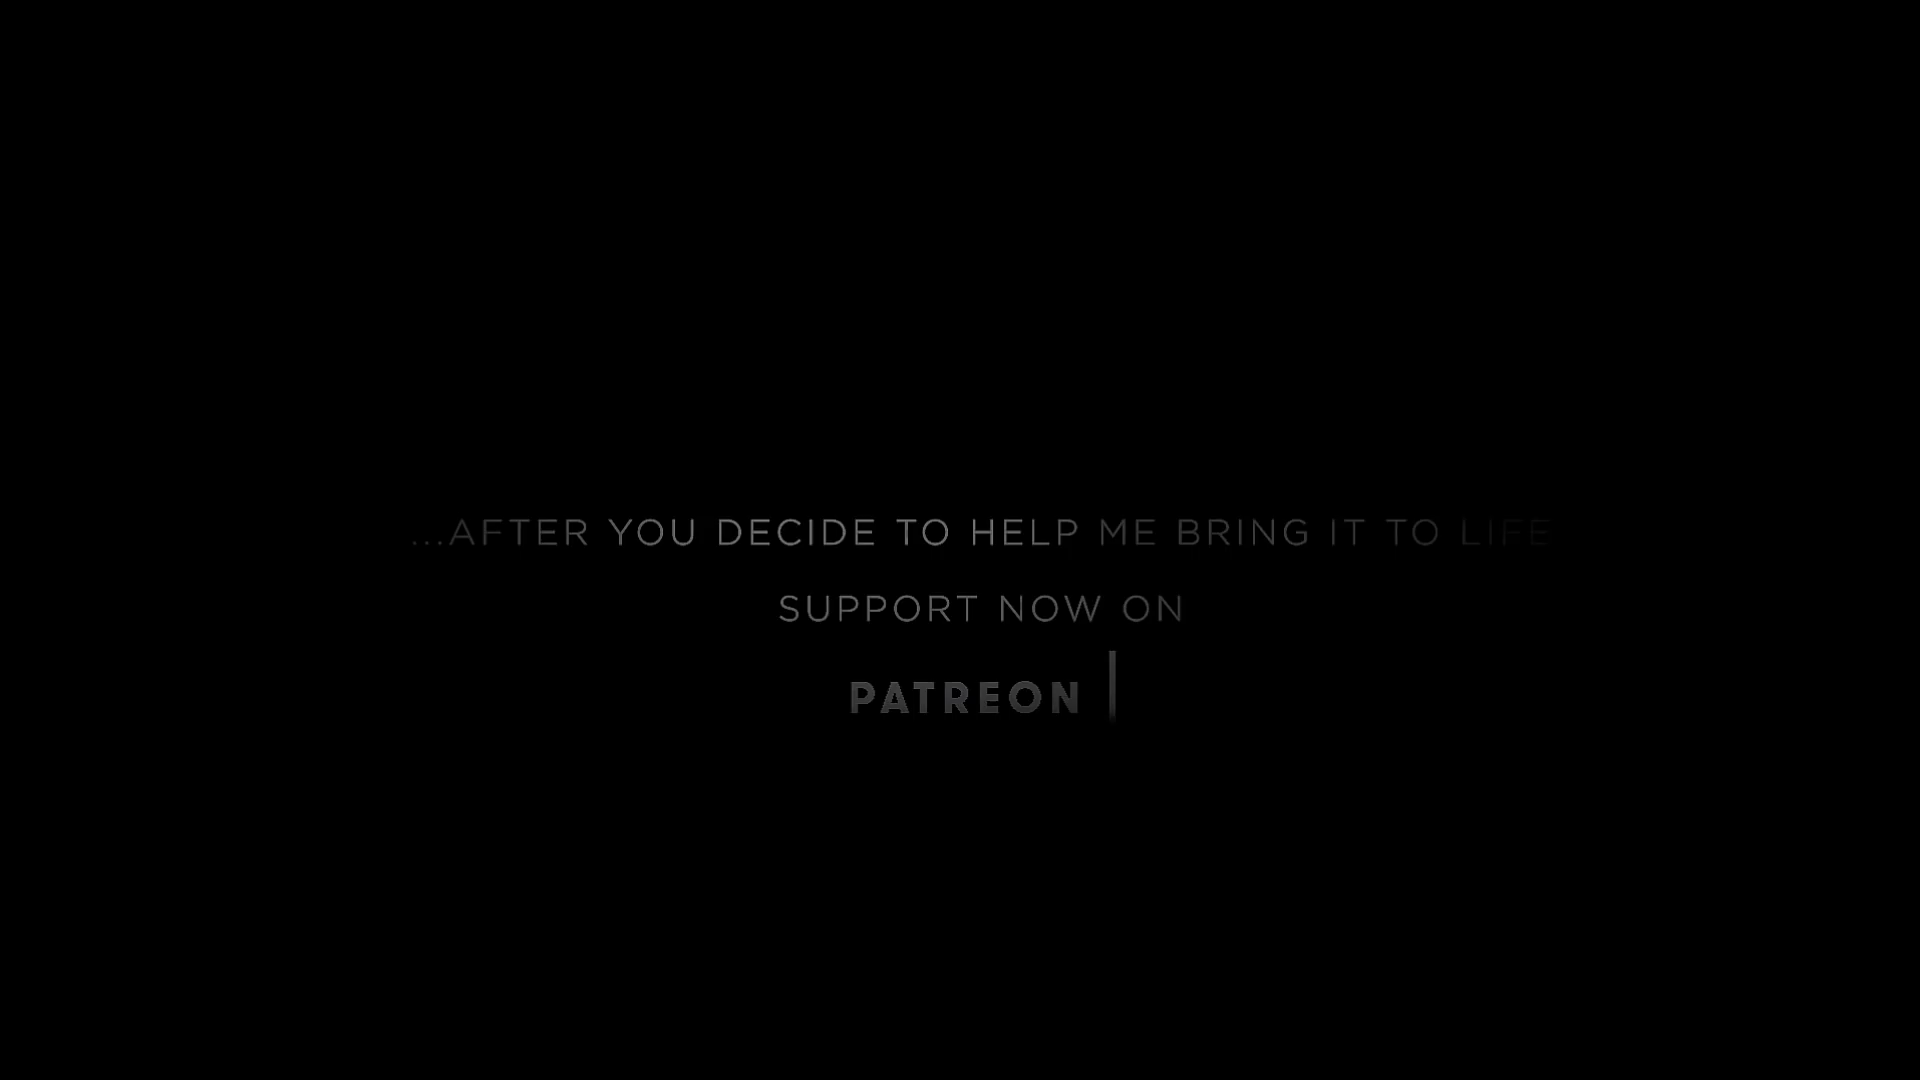 ...AFTER YOU DECIDE TO HELP ME BRING IT TO LIFE
SUPPORT NOW ON
PATREON